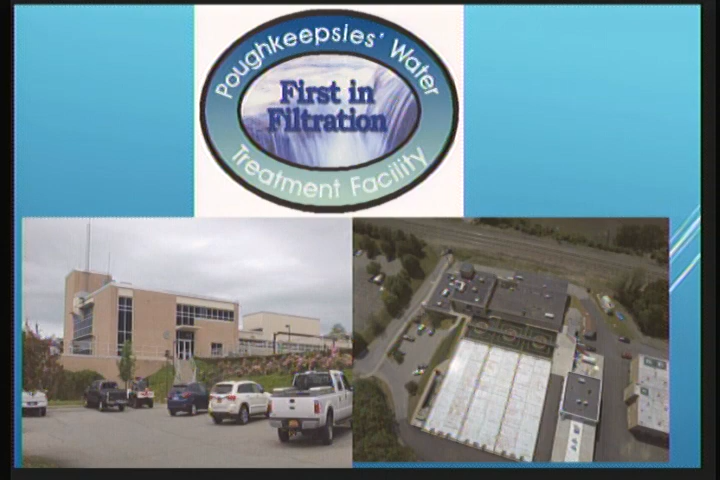 Poughkeepsies' Water
First in
Filtration
Treatment Facility